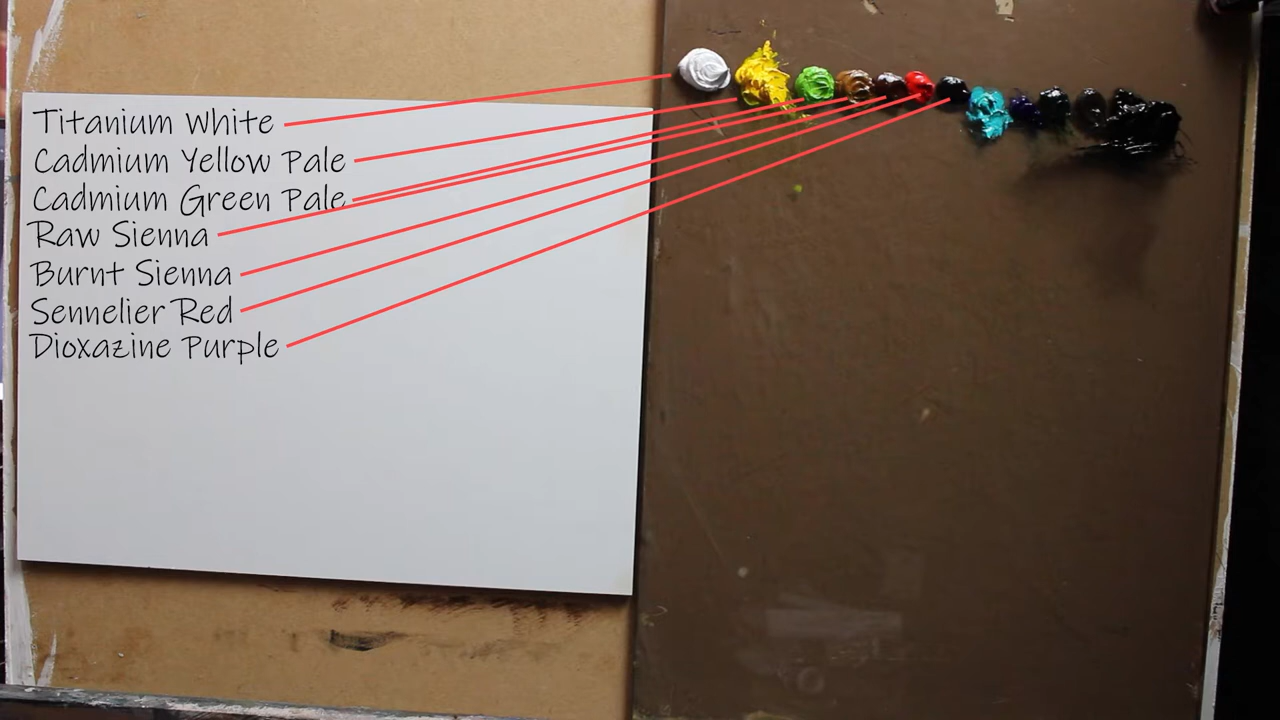 Titanium White
Cadmium Yellow Pale
Cadmium Green Pale
Raw Sienna
Burnt Sienna
Sennelier Red
Dioxazine Purple